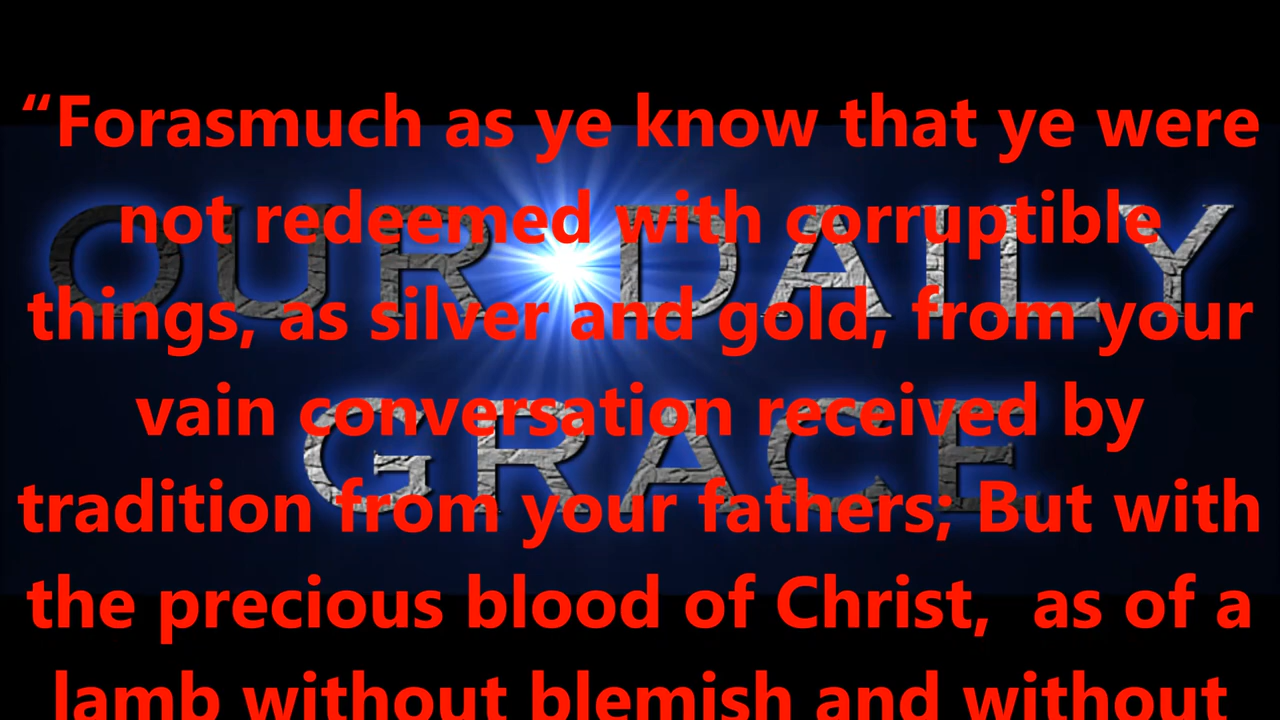 “Forasmuch as ye know that ye were
not redeemed with corruptible
things, as silver and gold, from your
vain conversation received by
tradition from your fathers; But with
the precious blood of Christ,  as of a
lamb without blemish and without
OUR DAILY
GRACE